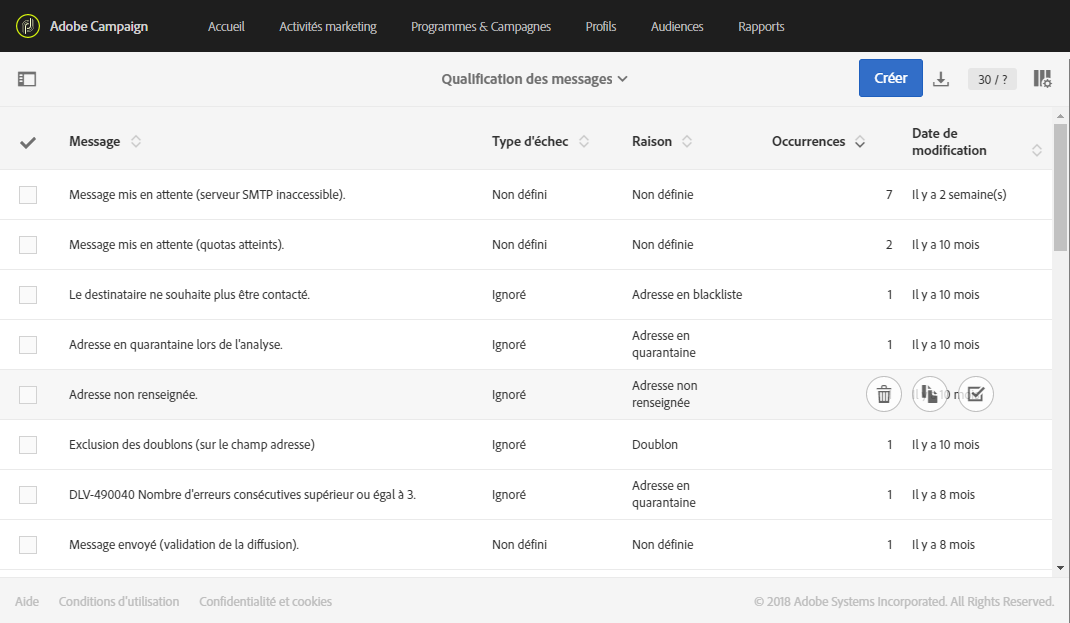 Adobe Campaign Accueil Activités marketing Programmes & Campagnes Profils Audiences Rapports
Qualification des messages Créer 30 / ?
Message Type d'échec Raison Occurrences Date de
modification
Message mis en attente (serveur SMTP inaccessible). Non défini Non définie 7 Il y a 2 semaine(s)
Message mis en attente (quotas atteints). Non défini Non définie 2 Il y a 10 mois
Le destinataire ne souhaite plus être contacté. Ignoré Adresse en blackliste 1 Il y a 10 mois
Adresse en quarantaine lors de l'analyse. Ignoré Adresse en
quarantaine 1 Il y a 10 mois
Adresse non renseignée. Ignoré Adresse non
renseignée Il y a 10 mois
Exclusion des doublons (sur le champ adresse) Ignoré Doublon 1 Il y a 10 mois
DLV-490040 Nombre d'erreurs consécutives supérieur ou égal à 3. Ignoré Adresse en
quarantaine 1 Il y a 8 mois
Message envoyé (validation de la diffusion). Non défini Non définie 1 Il y a 8 mois
Aide Conditions d'utilisation Confidentialité et cookies © 2018 Adobe Systems Incorporated. All Rights Reserved.